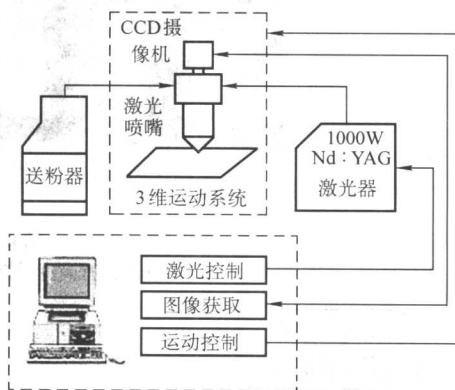 CCD摄
像机
激光
喷嘴
送粉器
3维运动系统
1000W
Nd：YAG
激光器
激光控制
图像获取
运动控制